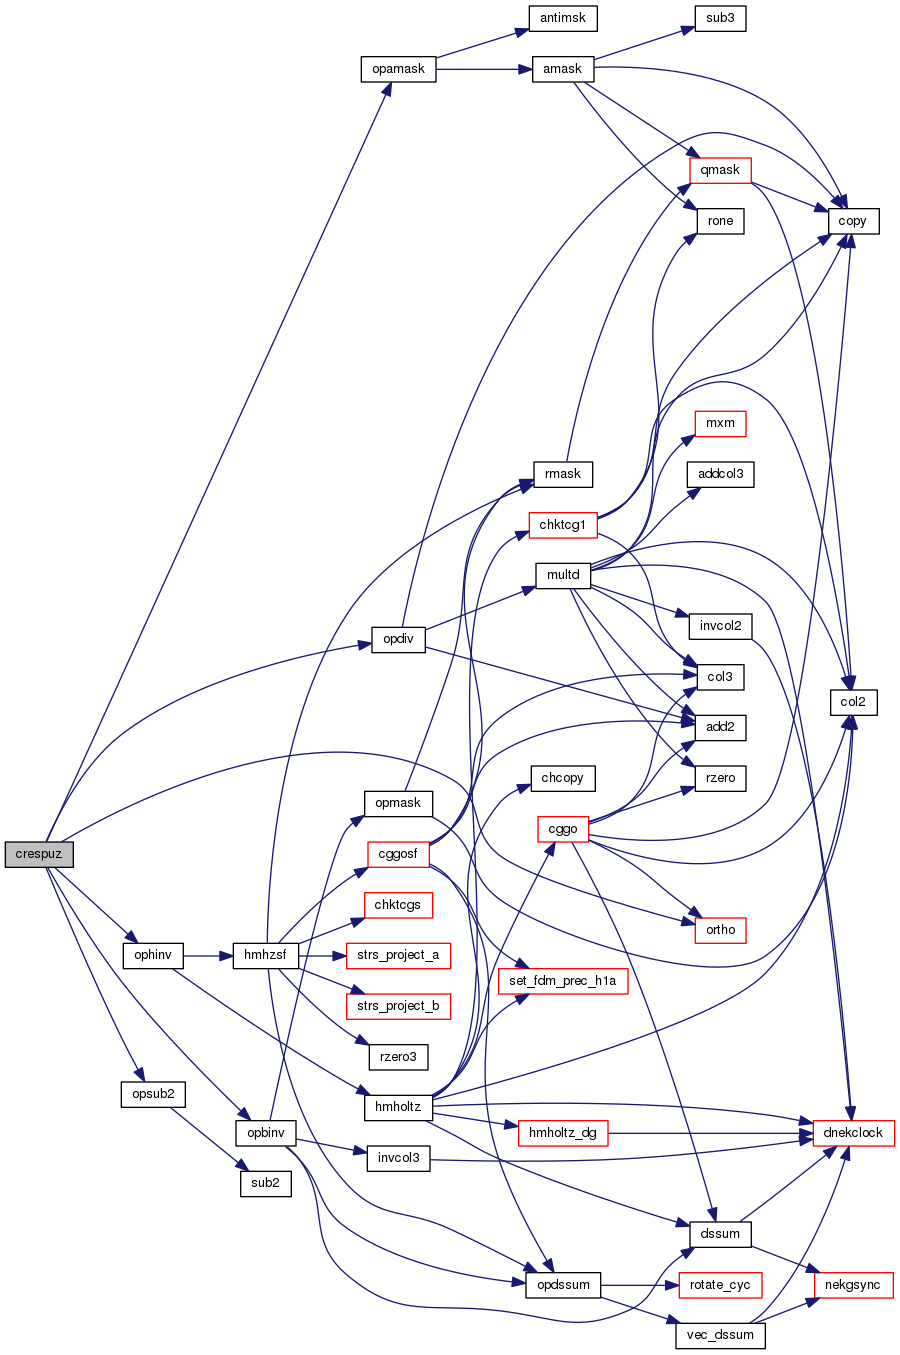 antimsk
sub3
opamask
amask
qmask
copy
rone
mxm
rmask
addcol3
chktcg1
multd
invcol2
opdiv
col3
col2
add2
chcopy
rzero
opmask
cggo
crespuz
cggosf
chktcgs
ortho
ophinv
hmhzsf
strs_project_a
set_fdm_prec_h1a
strs_project_b
rzero3
opsub2
hmholtz
opbinv
hmholtz_dg
dnekclock
invcol3
sub2
dssum
opdssum
rotate_cyc
nekgsync
vec_dssum